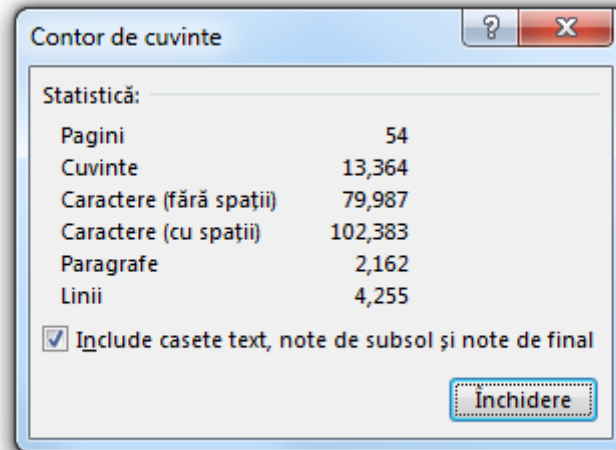 Contor de cuvinte
Statistică:
Pagini 54
Cuvinte 13,364
Caractere (fără spații) 79,987
Caractere (cu spații) 102,383
Paragrafe 2,162
Linii 4,255
Include casete text, note de subsol și note de final
Închidere